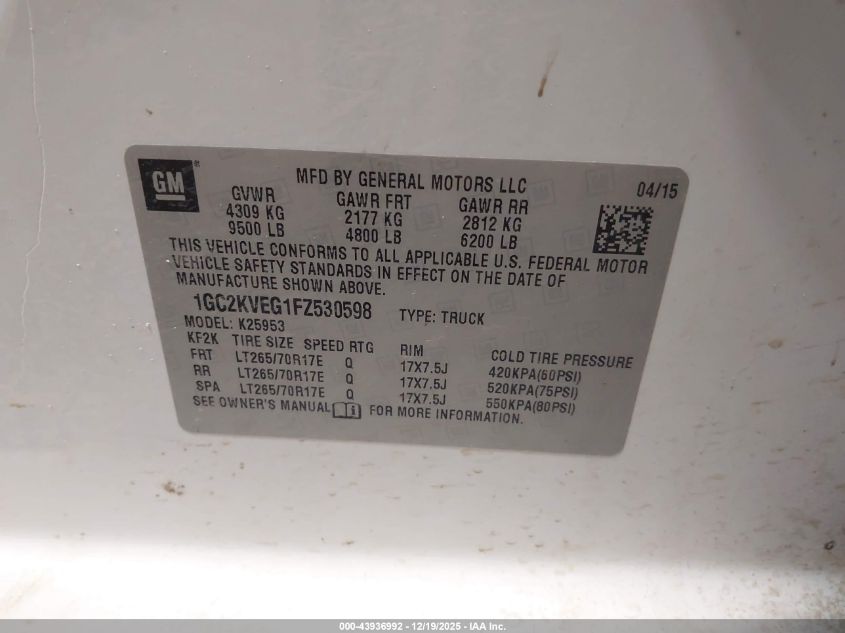 GM
MFD BY GENERAL MOTORS LLC 04/15
GVWR GAWR FRT GAWR RR
4309 KG 2177 KG 2812 KG
9500 LB 4800 LB 6200 LB
THIS VEHICLE CONFORMS TO ALL APPLICABLE U.S. FEDERAL MOTOR
VEHICLE SAFETY STANDARDS IN EFFECT ON THE DATE OF
MANUFACTURE SHOWN ABOVE.
1GC2KVEG1FZ530598 TYPE: TRUCK
MODEL: K25953
KF2K TIRE SIZE SPEED RTG RIM COLD TIRE PRESSURE
FRT LT265/70R17E Q 17X7.5J 420KPA(60PSI)
RR LT265/70R17E Q 17X7.5J 520KPA(75PSI)
SPA LT265/70R17E Q 17X7.5J 550KPA(80PSI)
SEE OWNER'S MANUAL FOR MORE INFORMATION.
000-43936992 - 12/19/2025 - IAA Inc.